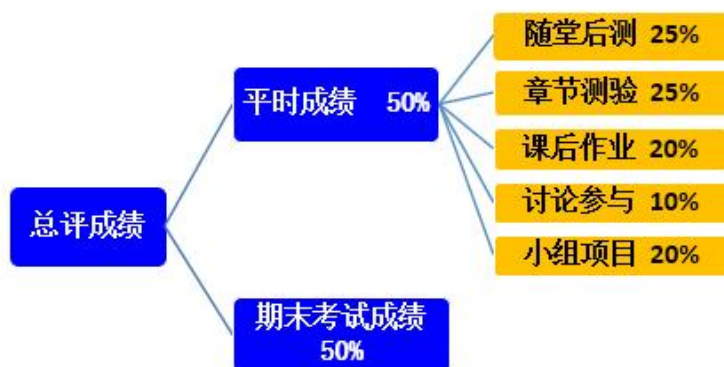 总评成绩
平时成绩 50%
随堂后测 25%
章节测验 25%
课后作业 20%
讨论参与 10%
小组项目 20%
期末考试成绩
50%